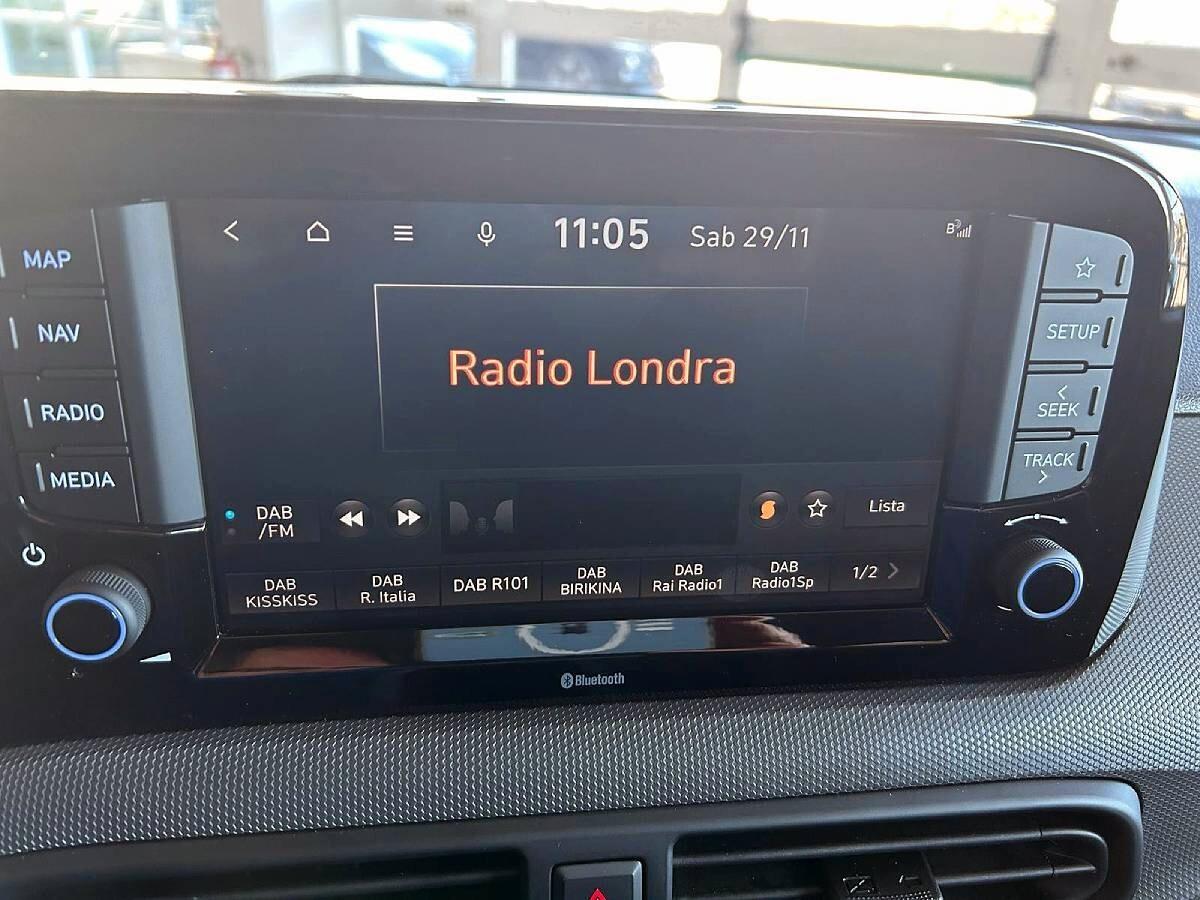 11:05 Sab 29/11
MAP
NAV
RADIO
MEDIA
SETUP
< SEEK
TRACK >
Radio Londra
DAB
/FM
Lista
DAB
KISSKISS
DAB
R. Italia
DAB R101
DAB
BIRIKINA
DAB
Rai Radio1
DAB
Radio1Sp
1/2 >
Bluetooth